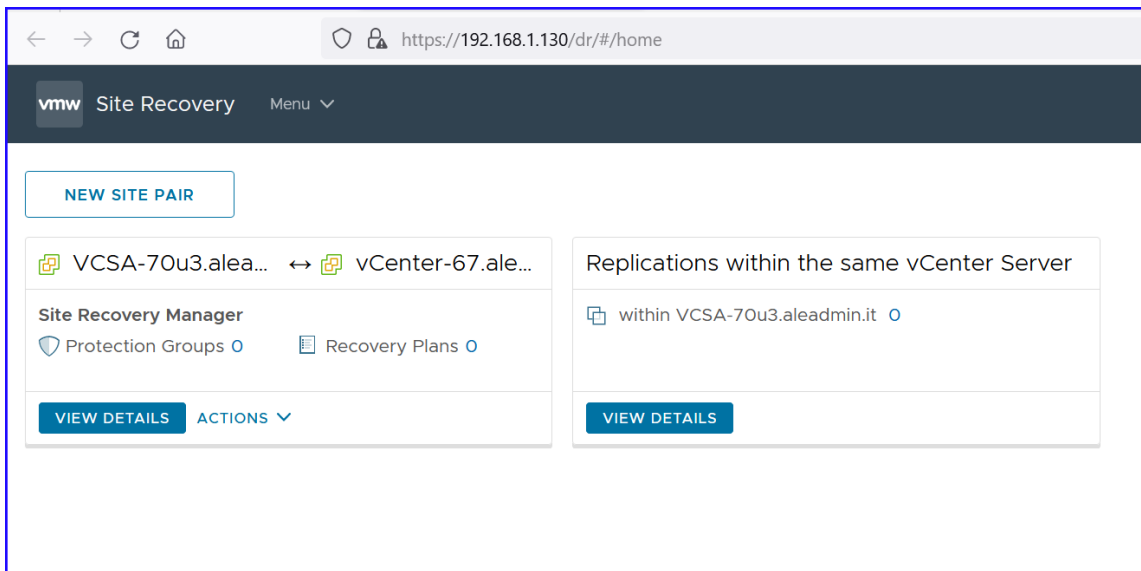 https://192.168.1.130/dr/#/home
vmw Site Recovery Menu
NEW SITE PAIR
VCSA-70u3.alea... ↔ vCenter-67.ale...
Site Recovery Manager
Protection Groups 0 Recovery Plans 0
VIEW DETAILS ACTIONS
Replications within the same vCenter Server
within VCSA-70u3.aleadmin.it 0
VIEW DETAILS